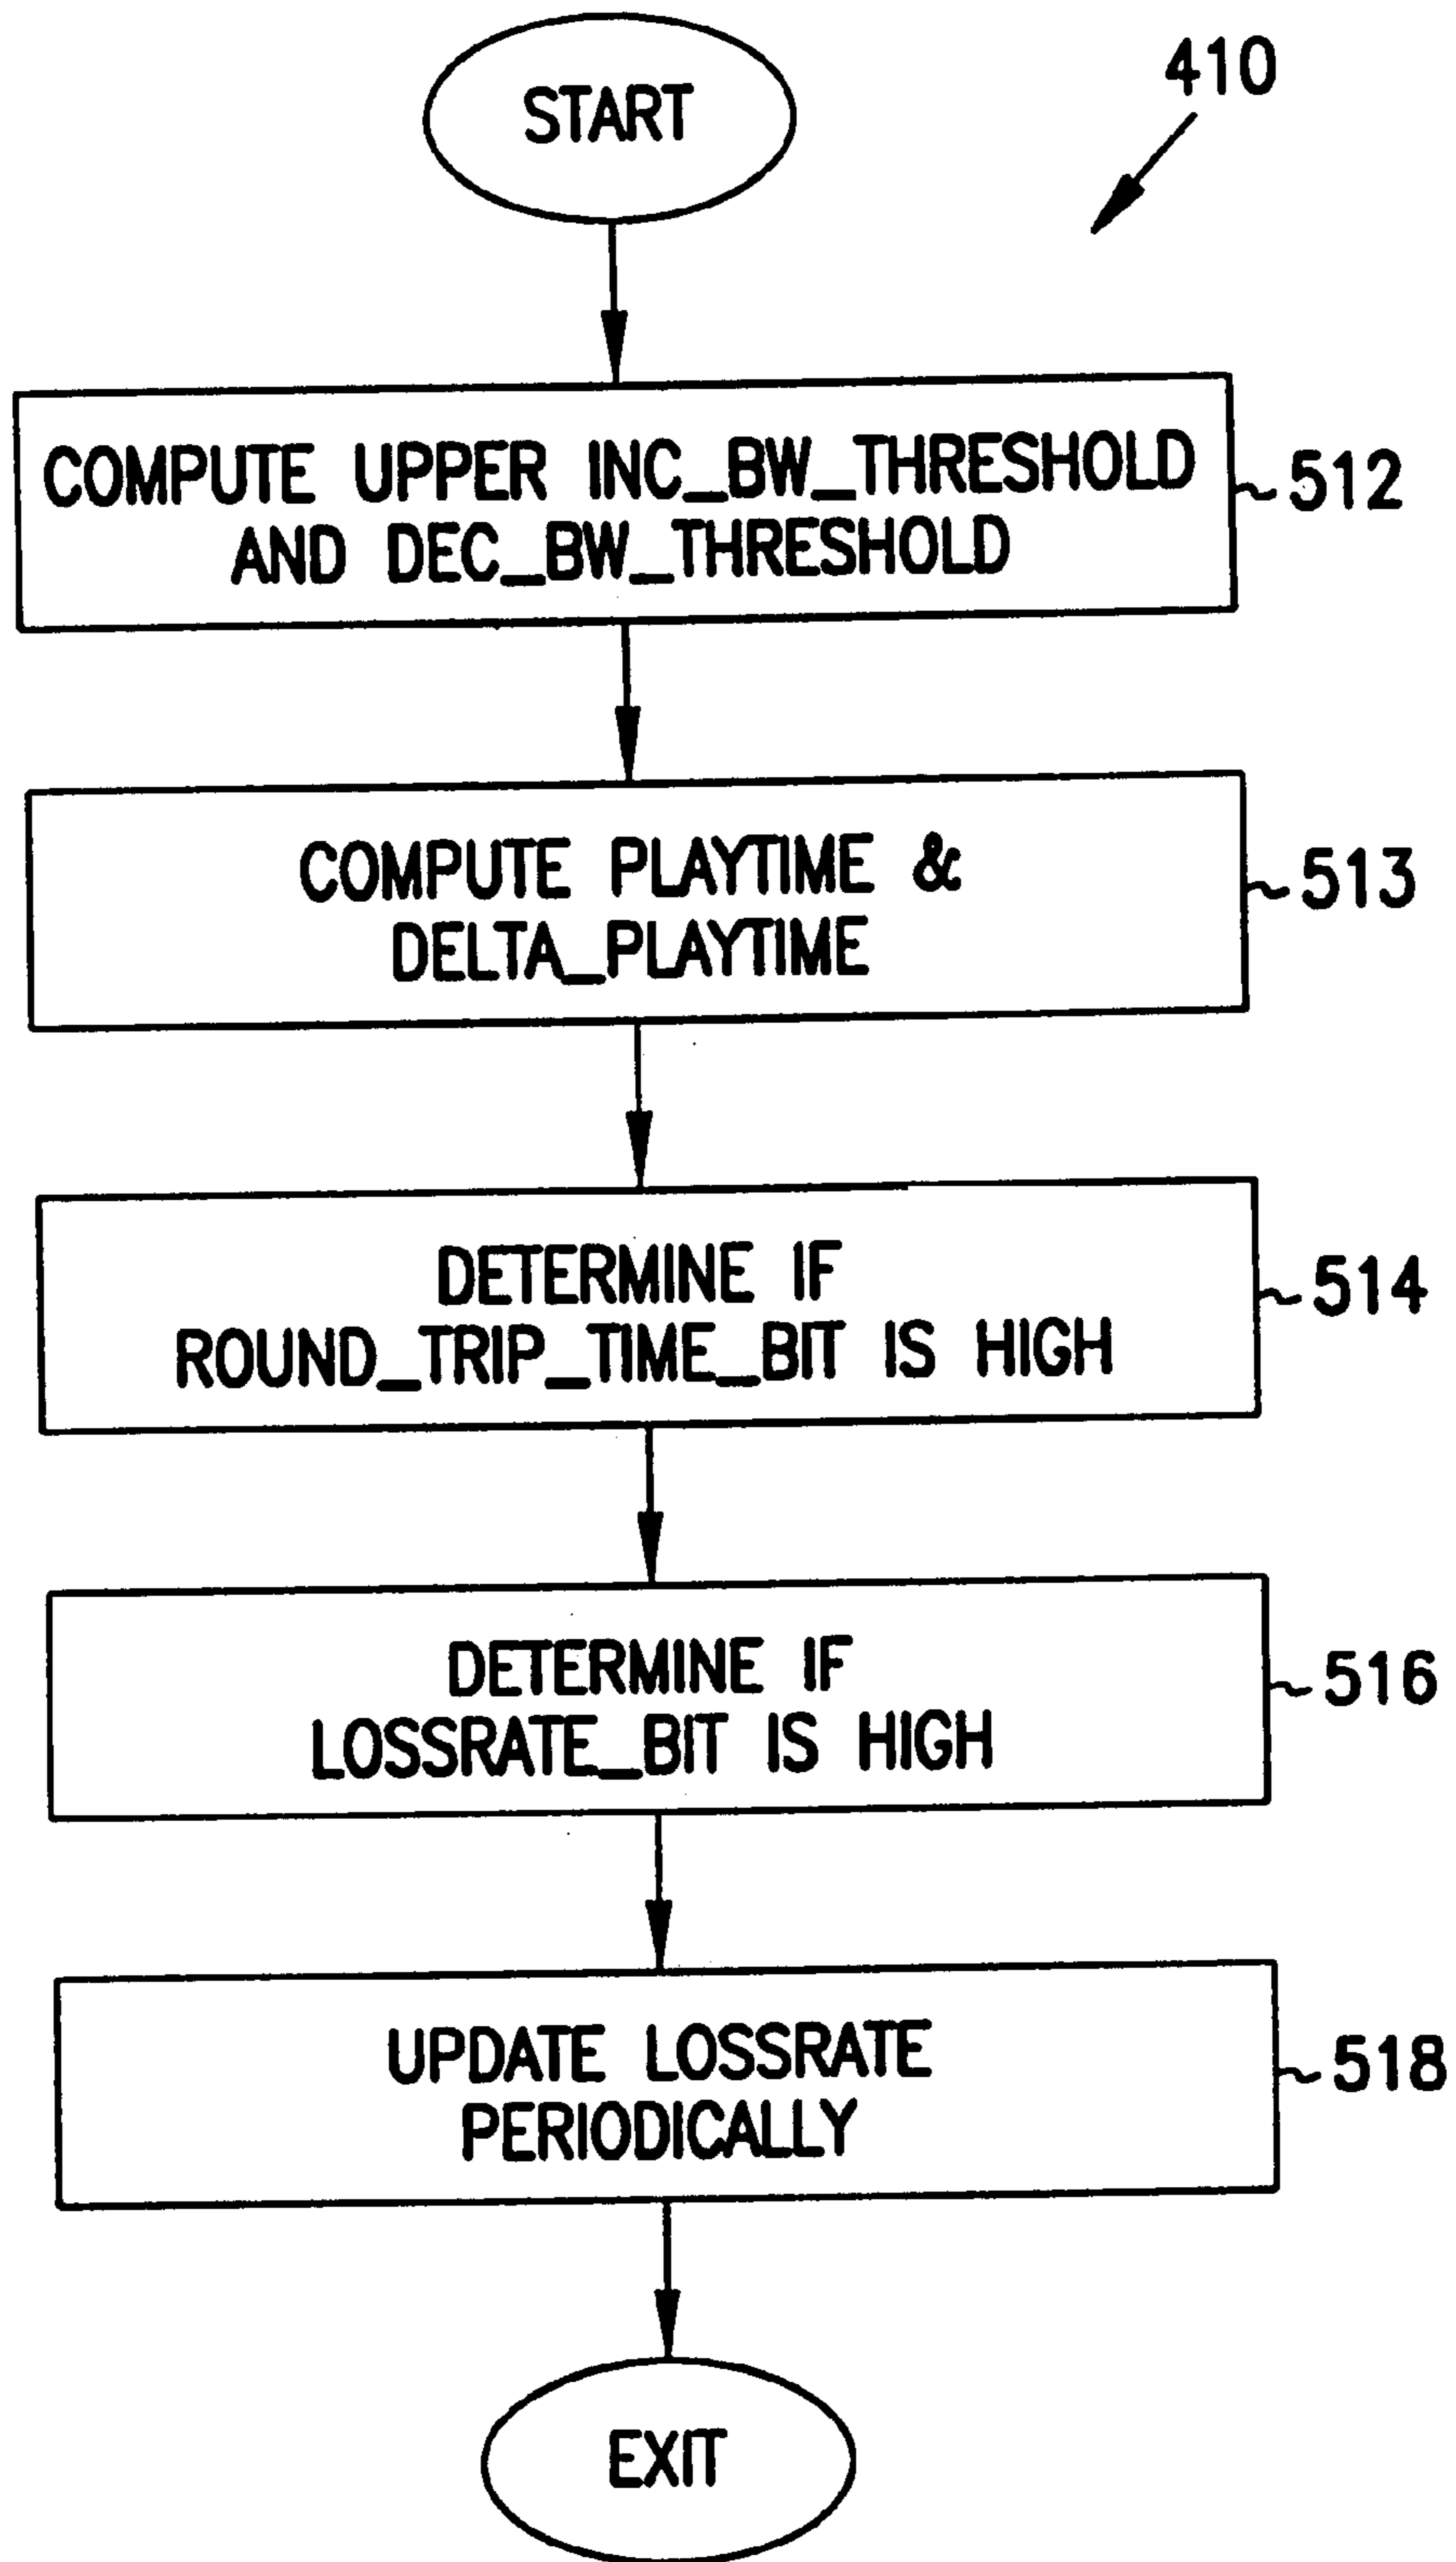 START
410
COMPUTE UPPER INC_BW_THRESHOLD
AND DEC_BW_THRESHOLD
512
COMPUTE PLAYTIME &
DELTA_PLAYTIME
513
DETERMINE IF
ROUND_TRIP_TIME_BIT IS HIGH
514
DETERMINE IF
LOSSRATE_BIT IS HIGH
516
UPDATE LOSSRATE
PERIODICALLY
518
EXIT